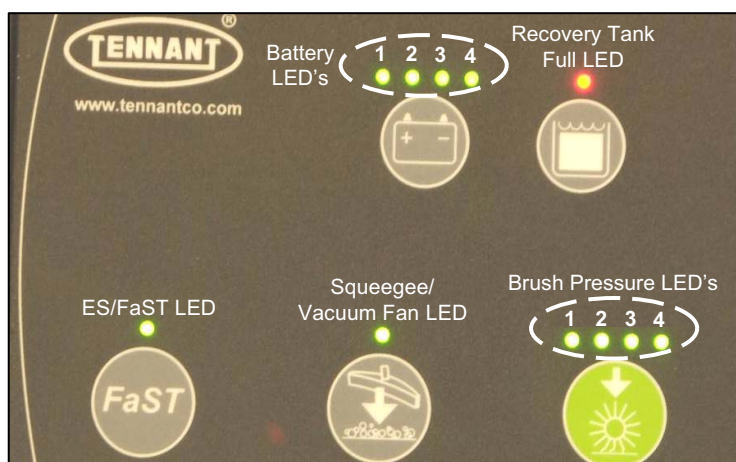 TENNANT®
www.tennantco.com
Battery
LED's
1 2 3 4
Recovery Tank
Full LED
+ -
ES/FaST LED
Squeegee/
Vacuum Fan LED
Brush Pressure LED's
1 2 3 4
FaST